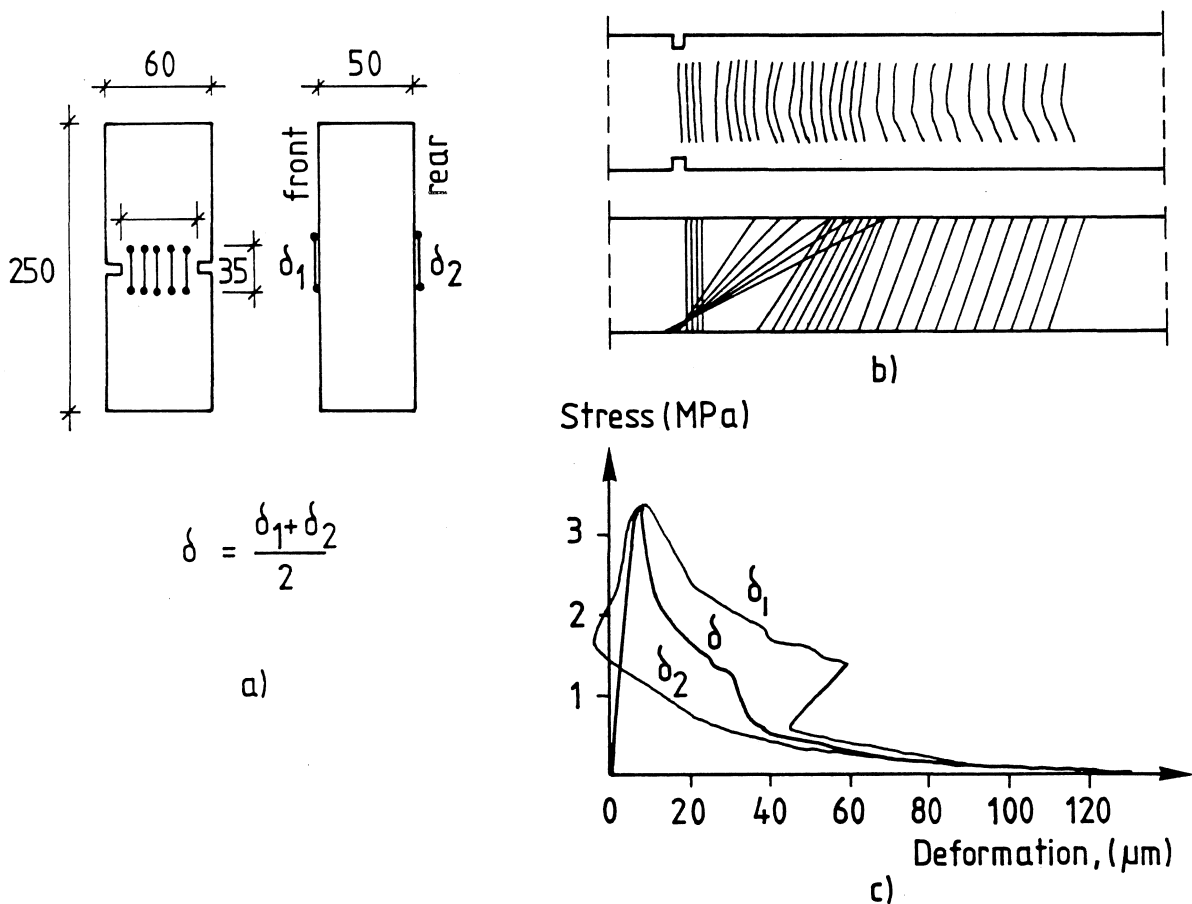 60
50
front
rear
250
35
δ1
δ2
δ = δ1+ δ2
2
a)
b)
Stress (MPa)
3
2
1
δ1
δ
δ2
0 20 40 60 80 100 120
Deformation, (μm)
c)